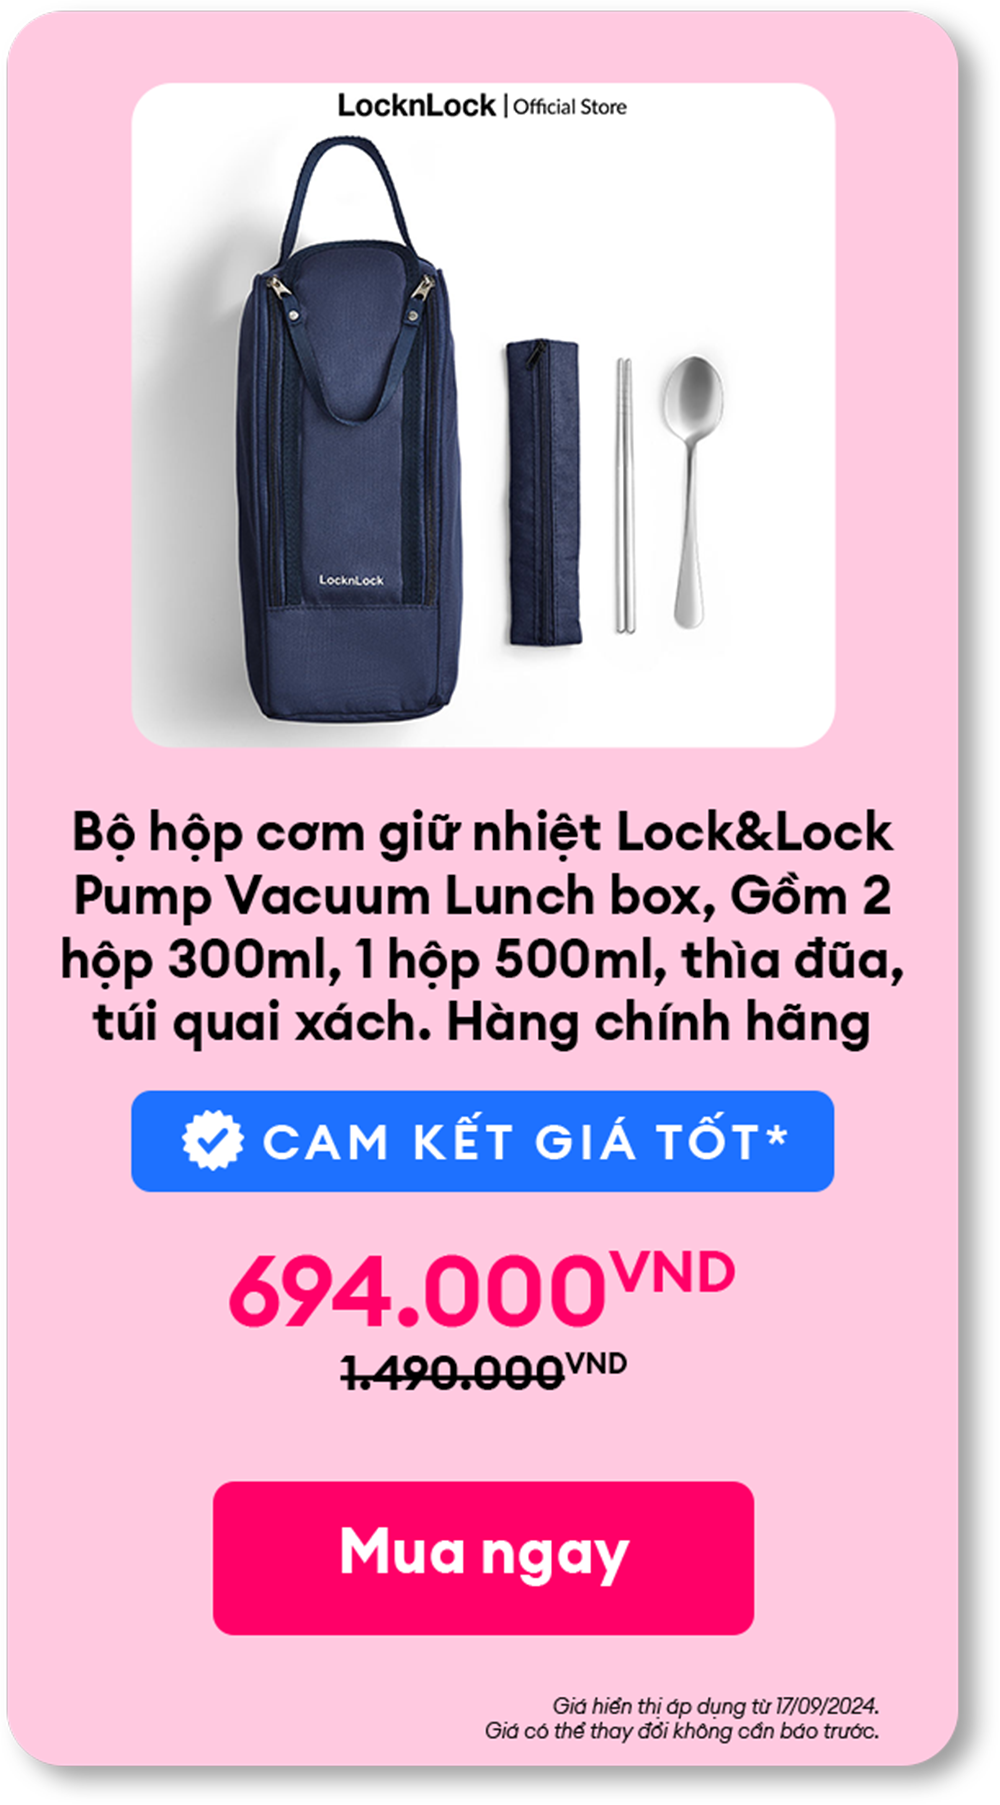 LocknLock | Official Store
LocknLock
Bộ hộp cơm giữ nhiệt Lock&Lock
Pump Vacuum Lunch box, Gồm 2
hộp 300ml, 1 hộp 500ml, thìa đũa,
túi quai xách. Hàng chính hãng
CAM KẾT GIÁ TỐT*
694.000VND
1.490.000VND
Mua ngay
Giá hiển thị áp dụng từ 17/09/2024.
Giá có thể thay đổi không cần báo trước.